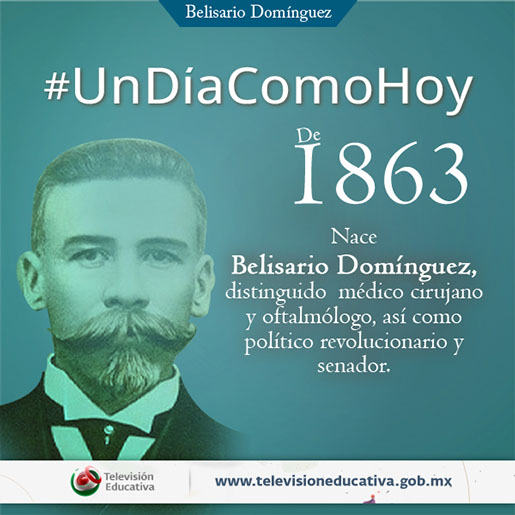 Belisario Domínguez
#UnDíaComoHoy
De
1863
Nace
Belisario Domínguez,
distinguido médico cirujano
y oftalmólogo, así como
político revolucionario y
senador.
Televisión
Educativa
www.televisioneducativa.gob.mx